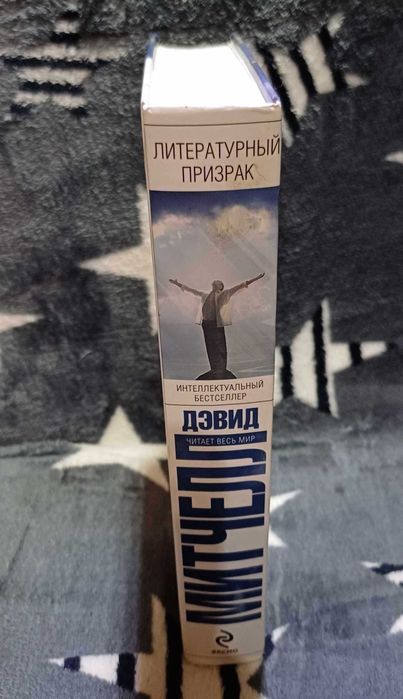 ЛИТЕРАТУРНЫЙ
ПРИЗРАК
ИНТЕЛЛЕКТУАЛЬНЫЙ
БЕСТСЕЛЛЕР
ДЭВИД
ЧИТАЕТ ВЕСЬ МИР
МИТЧЕЛЛ
ЭКСМО